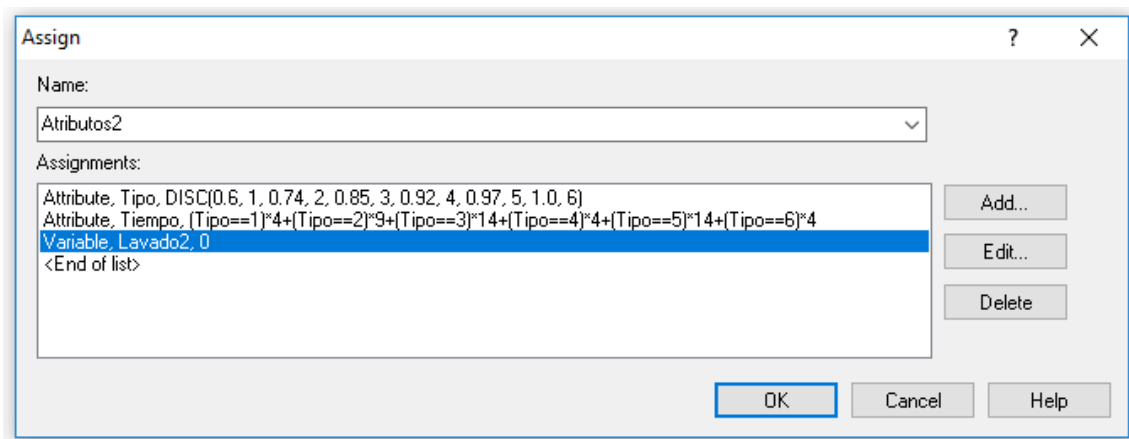 Assign ? ×
Name:
Atributos2
Assignments:
Attribute, Tipo, DISC(0.6, 1, 0.74, 2, 0.85, 3, 0.92, 4, 0.97, 5, 1.0, 6)
Attribute, Tiempo, (Tipo==1)*4+(Tipo==2)*9+(Tipo==3)*14+(Tipo==4)*4+(Tipo==5)*14+(Tipo==6)*4
Variable, Lavado2, 0
<End of list>
Add...
Edit...
Delete
OK Cancel Help